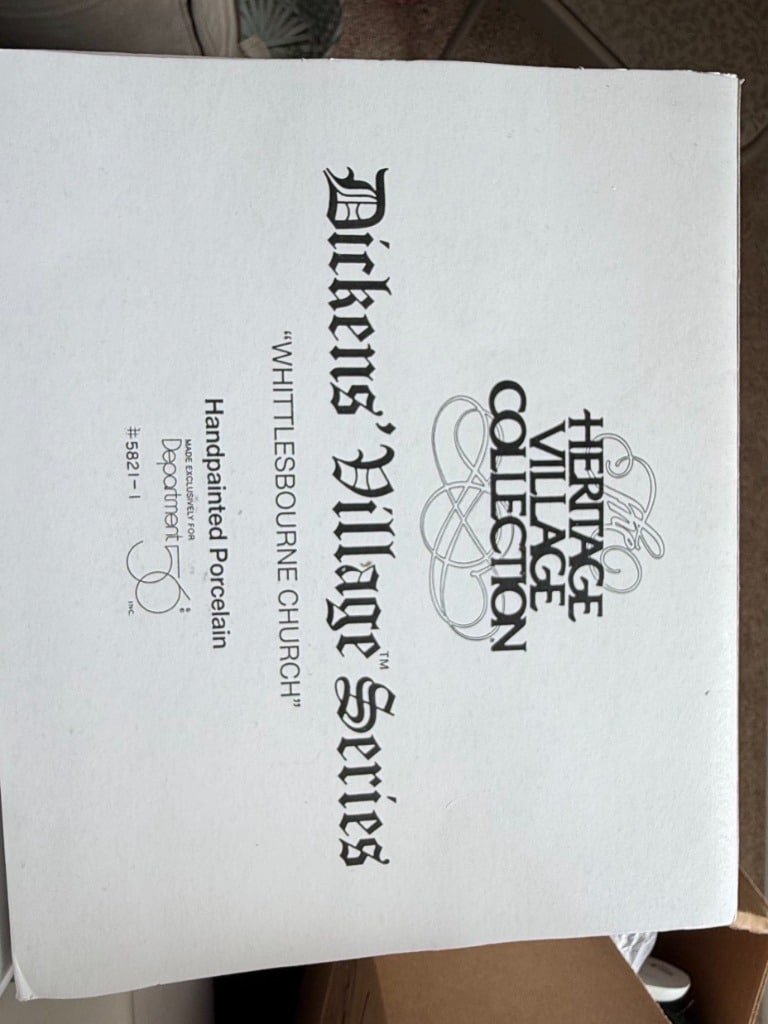 The
HERITAGE
VILLAGE
COLLECTION
Dickens' Village™ Series
“WHITTLESBOURNE CHURCH”
Handpainted Porcelain
MADE EXCLUSIVELY FOR
Department 56 INC.
#5821-1